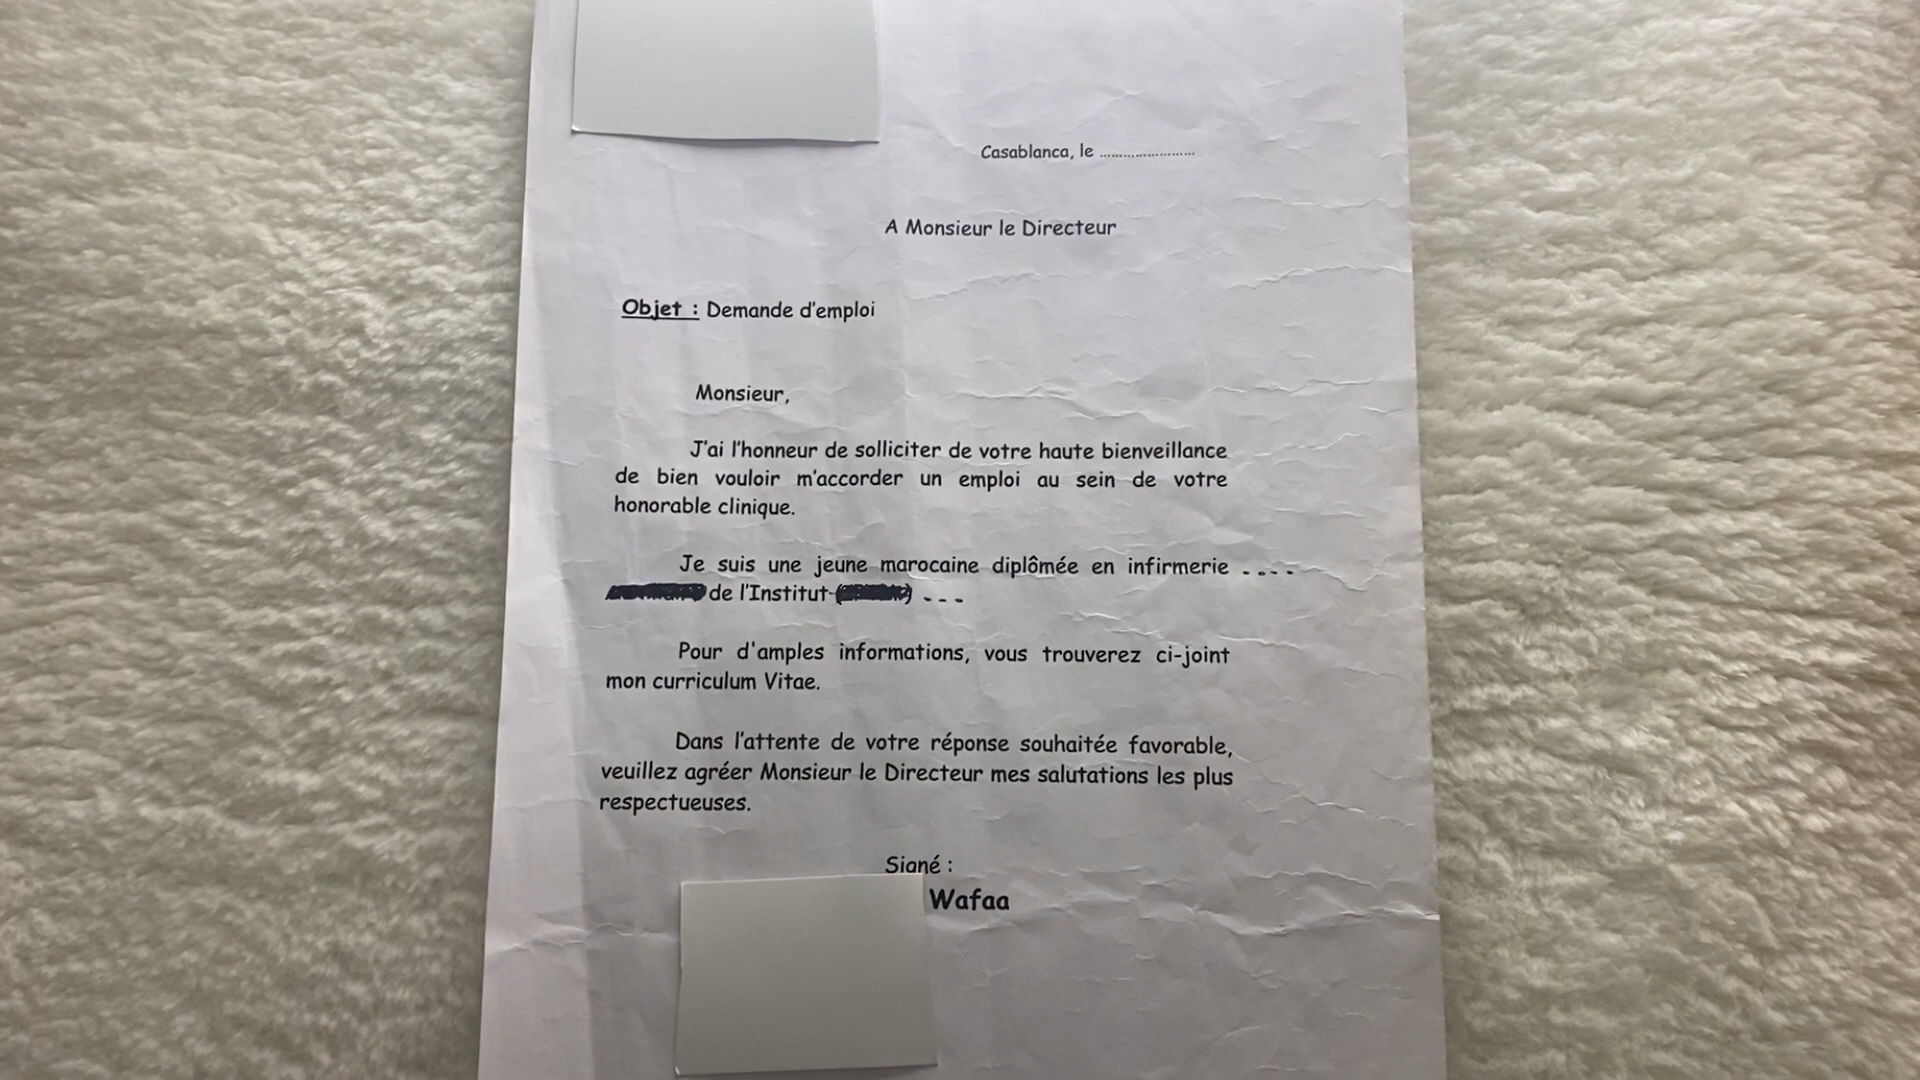 Casablanca, le ........................
A Monsieur le Directeur
Objet : Demande d'emploi
Monsieur,
J'ai l'honneur de solliciter de votre haute bienveillance
de bien vouloir m'accorder un emploi au sein de votre
honorable clinique.
Je suis une jeune marocaine diplômée en infirmerie ....
de l'Institut ...
Pour d'amples informations, vous trouverez ci-joint
mon curriculum Vitae.
Dans l'attente de votre réponse souhaitée favorable,
veuillez agréer Monsieur le Directeur mes salutations les plus
respectueuses.
Signé :
Wafaa